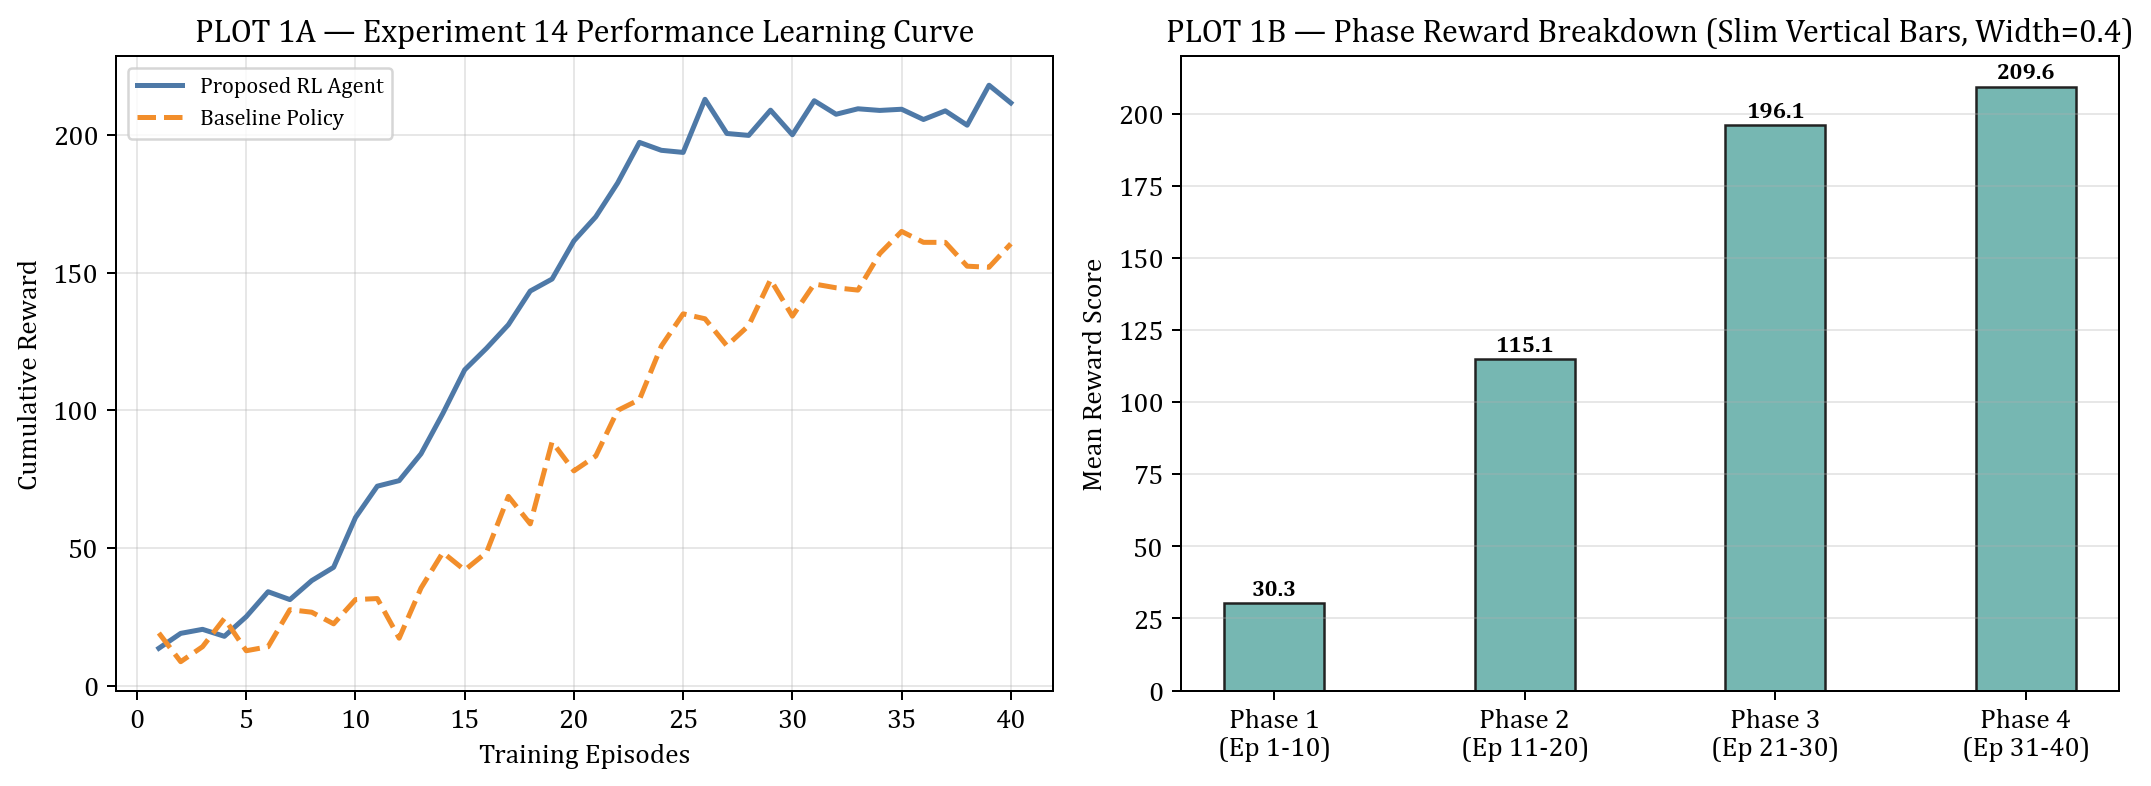 PLOT 1A — Experiment 14 Performance Learning Curve
Proposed RL Agent
Baseline Policy
Cumulative Reward
200
150
100
50
0
0 5 10 15 20 25 30 35 40
Training Episodes
PLOT 1B — Phase Reward Breakdown (Slim Vertical Bars, Width=0.4)
Mean Reward Score
200
175
150
125
100
75
50
25
0
30.3
115.1
196.1
209.6
Phase 1
(Ep 1-10)
Phase 2
(Ep 11-20)
Phase 3
(Ep 21-30)
Phase 4
(Ep 31-40)